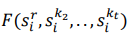 F(s_i^r, s_i^{k_2}, .., s_i^{k_t})